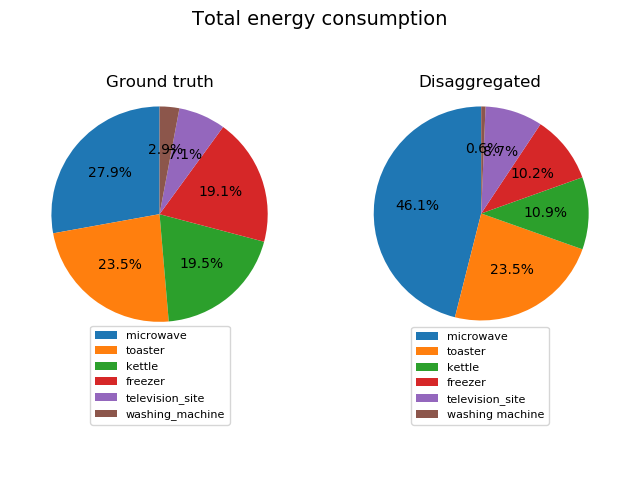 Total energy consumption
Ground truth
27.9%
23.5%
19.5%
19.1%
7.1%
2.9%
microwave
toaster
kettle
freezer
television_site
washing_machine
Disaggregated
46.1%
23.5%
10.9%
10.2%
8.7%
0.6%
microwave
toaster
kettle
freezer
television_site
washing machine